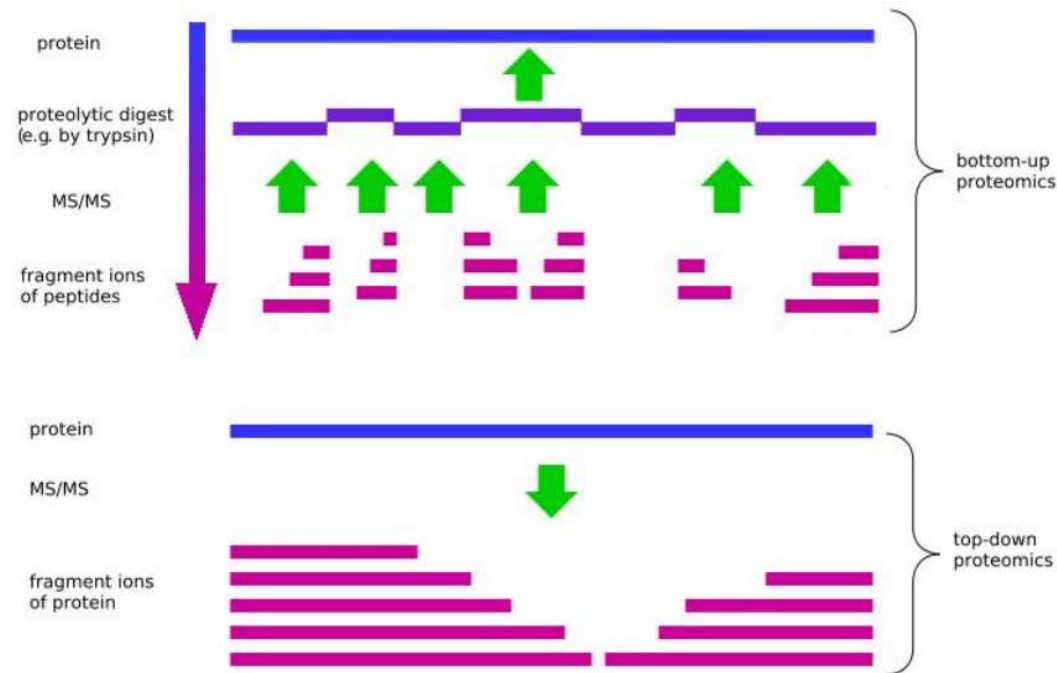 protein
proteolytic digest
(e.g. by trypsin)
MS/MS
fragment ions
of peptides
bottom-up
proteomics
protein
MS/MS
fragment ions
of protein
top-down
proteomics